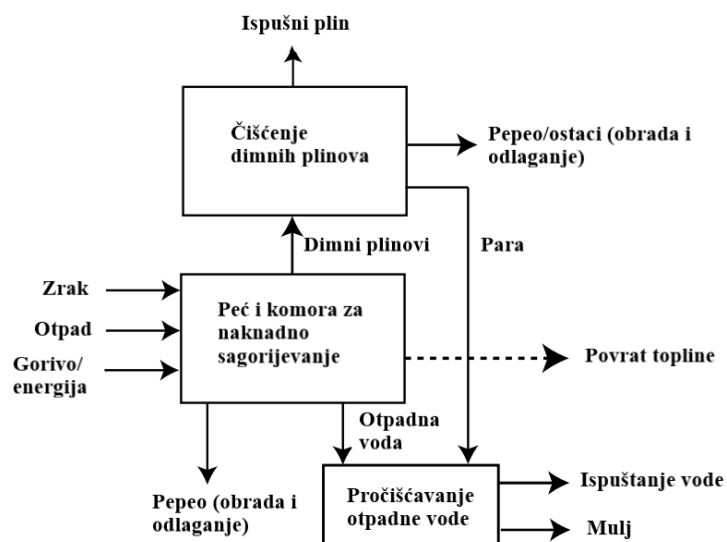 Ispušni plin
Čišćenje
dimnih plinova
Pepeo/ostaci (obrada i
odlaganje)
Dimni plinovi
Para
Zrak
Otpad
Gorivo/
energija
Peć i komora za
naknadno
sagorijevanje
Povrat topline
Otpadna
voda
Pepeo (obrada i
odlaganje)
Pročišćavanje
otpadne vode
Ispuštanje vode
Mulj